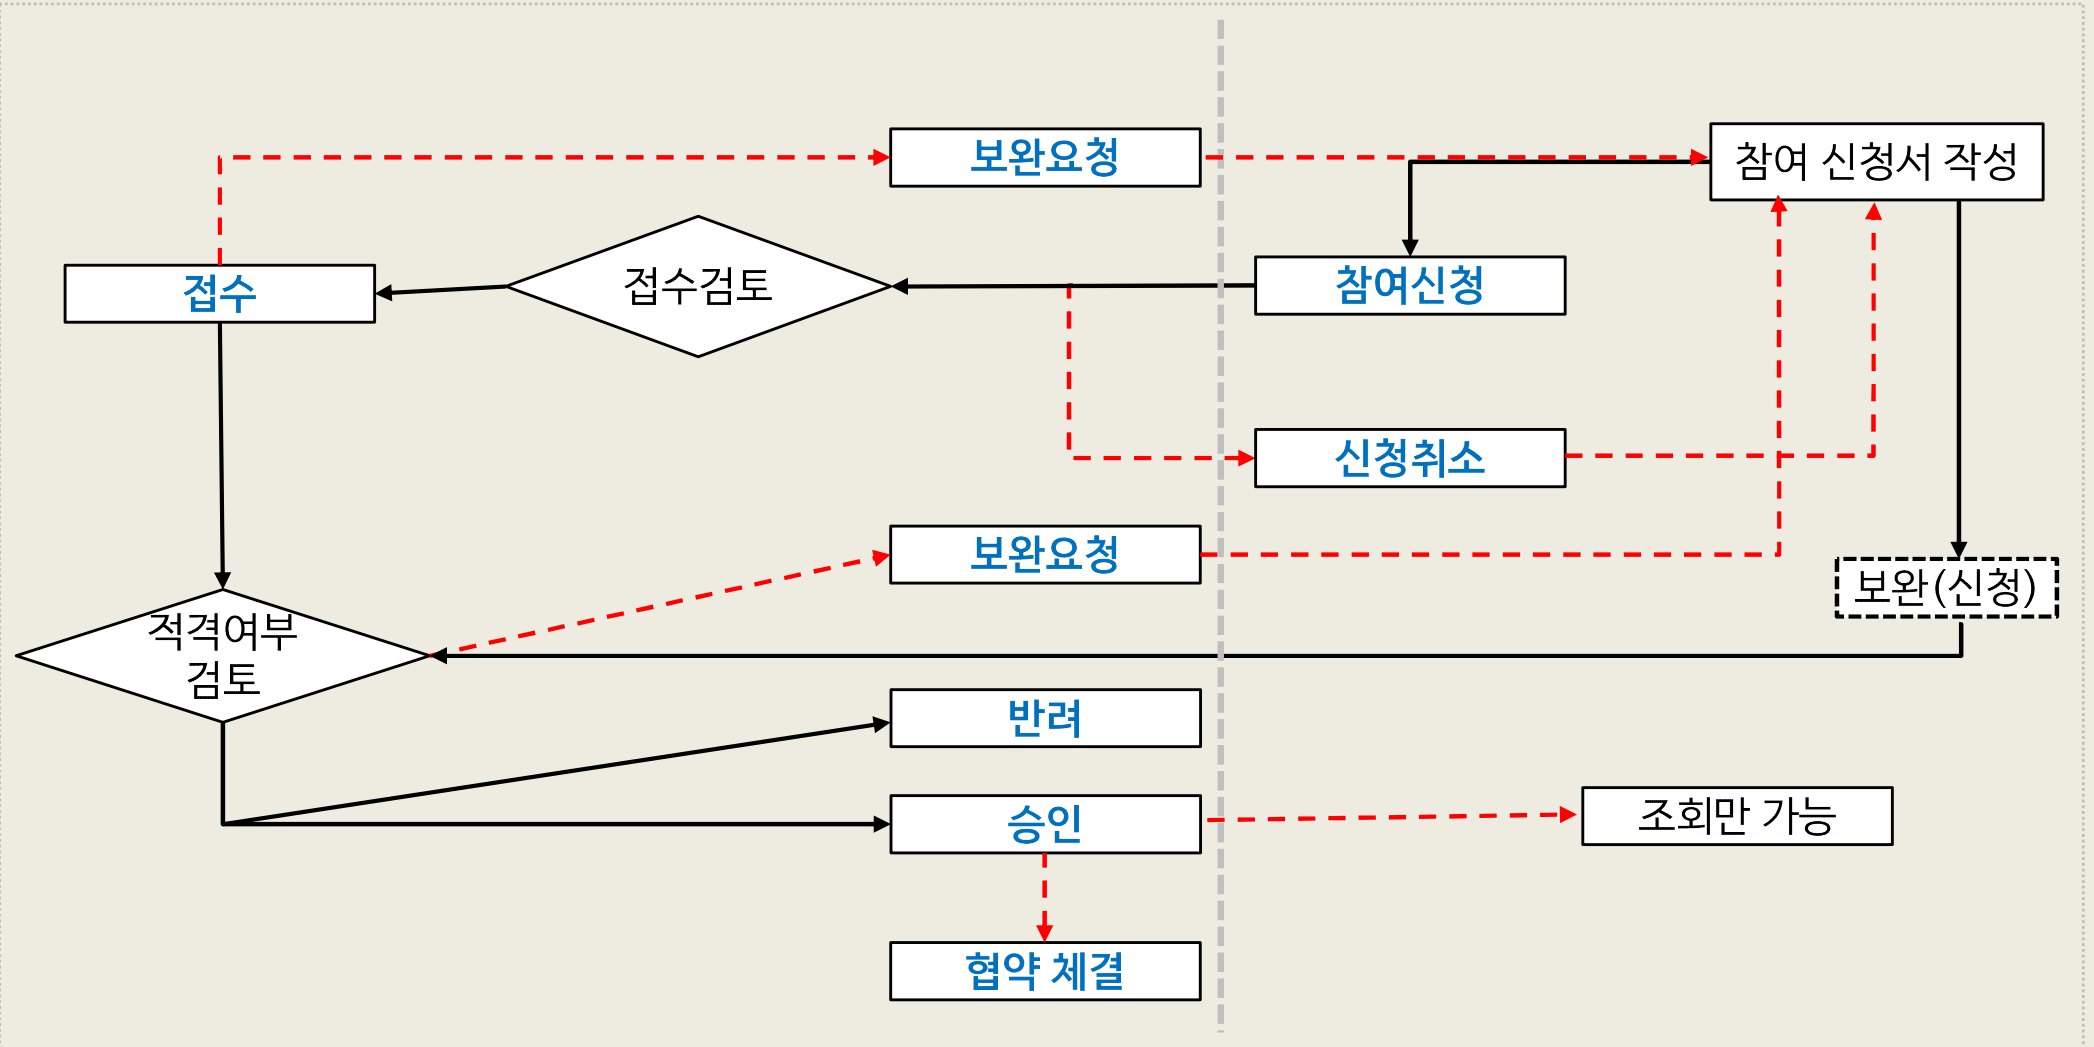 보완요청
참여 신청서 작성
접수
접수검토
참여신청
신청취소
보완요청
보완(신청)
적격여부
검토
반려
승인
조회만 가능
협약 체결